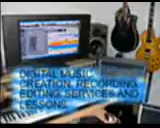 DIGITAL MUSIC
CREATION, RECORDING,
EDITING, SERVICES AND
LESSONS